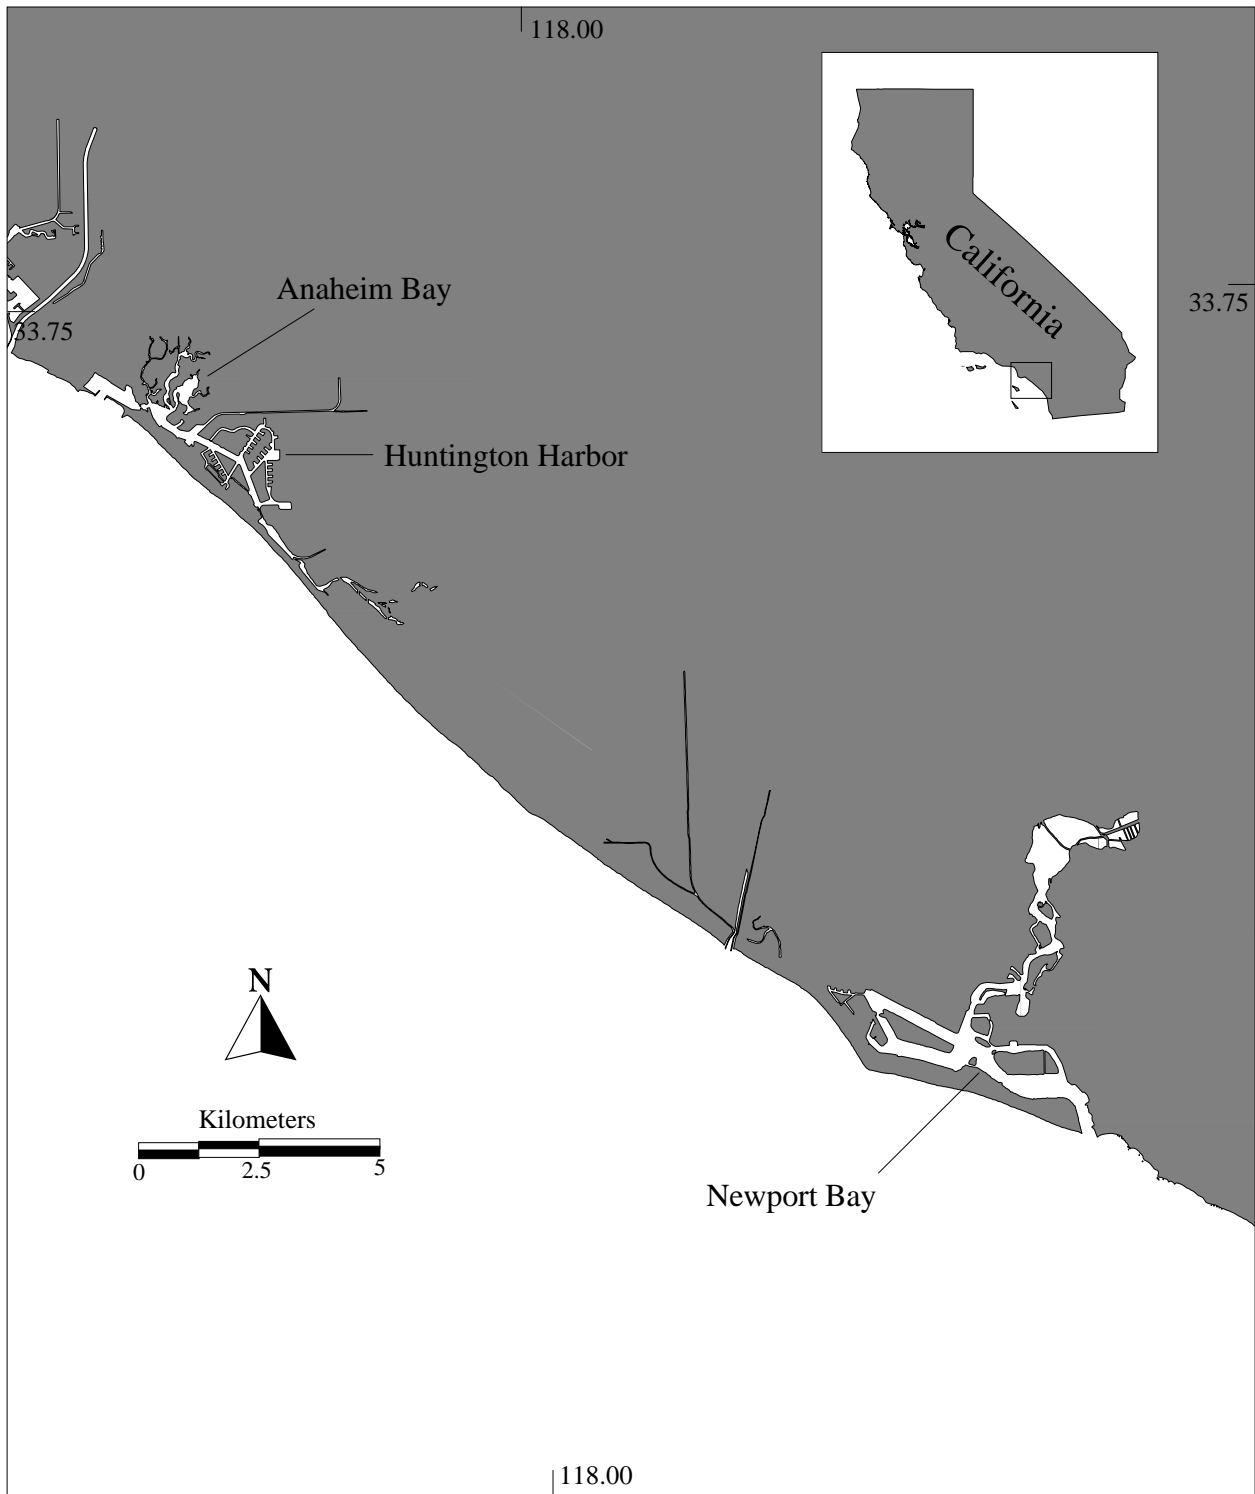 118.00
California
Anaheim Bay
33.75
33.75
Huntington Harbor
N
Kilometers
0 2.5 5
Newport Bay
118.00